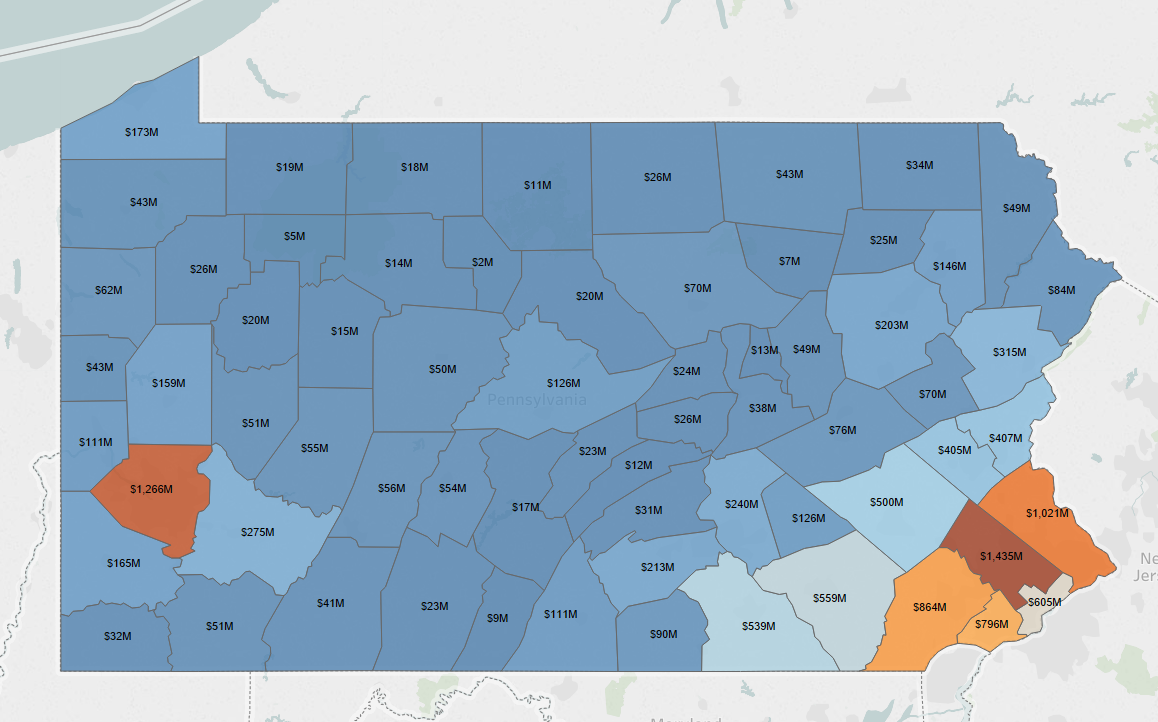 $173M
$19M
$18M
$11M
$26M
$43M
$34M
$43M
$49M
$5M
$25M
$26M
$14M
$2M
$7M
$146M
$62M
$20M
$70M
$84M
$20M
$15M
$203M
$43M
$159M
$50M
$126M
$24M
$13M
$49M
$315M
Pennsylvania
$70M
$51M
$26M
$38M
$111M
$55M
$76M
$407M
$23M
$405M
$12M
$1,266M
$56M
$54M
$17M
$31M
$240M
$126M
$500M
$1,021M
$275M
$165M
$213M
$1,435M
Ne
Jers
$41M
$23M
$559M
$864M
$605M
$32M
$51M
$9M
$111M
$90M
$539M
$796M
Maryland